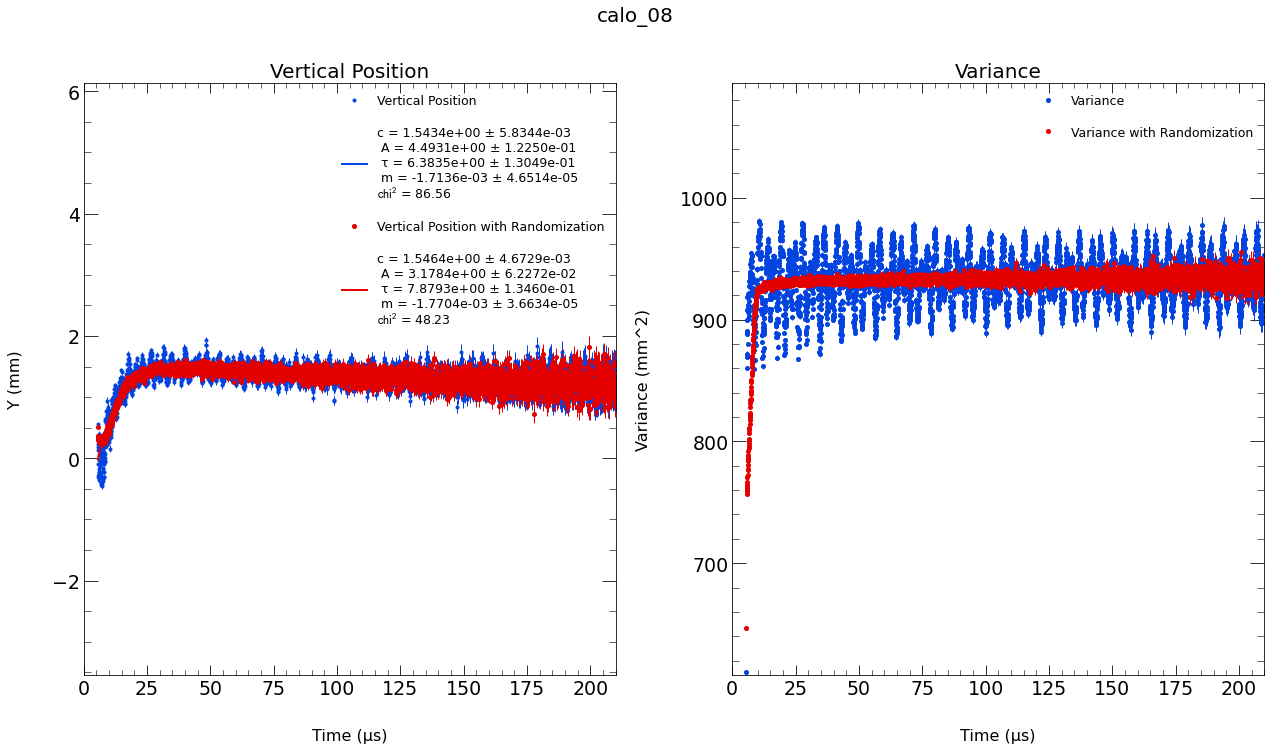 calo_08
Vertical Position
Variance
6
4
2
0
−2
Y (mm)
Vertical Position
c = 1.5434e+00 ± 5.8344e-03
A = 4.4931e+00 ± 1.2250e-01
τ = 6.3835e+00 ± 1.3049e-01
m = -1.7136e-03 ± 4.6514e-05
chi² = 86.56
Vertical Position with Randomization
c = 1.5464e+00 ± 4.6729e-03
A = 3.1784e+00 ± 6.2272e-02
τ = 7.8793e+00 ± 1.3460e-01
m = -1.7704e-03 ± 3.6634e-05
chi² = 48.23
0 25 50 75 100 125 150 175 200
Time (μs)
1000
900
800
700
Variance (mm^2)
Variance
Variance with Randomization
0 25 50 75 100 125 150 175 200
Time (μs)